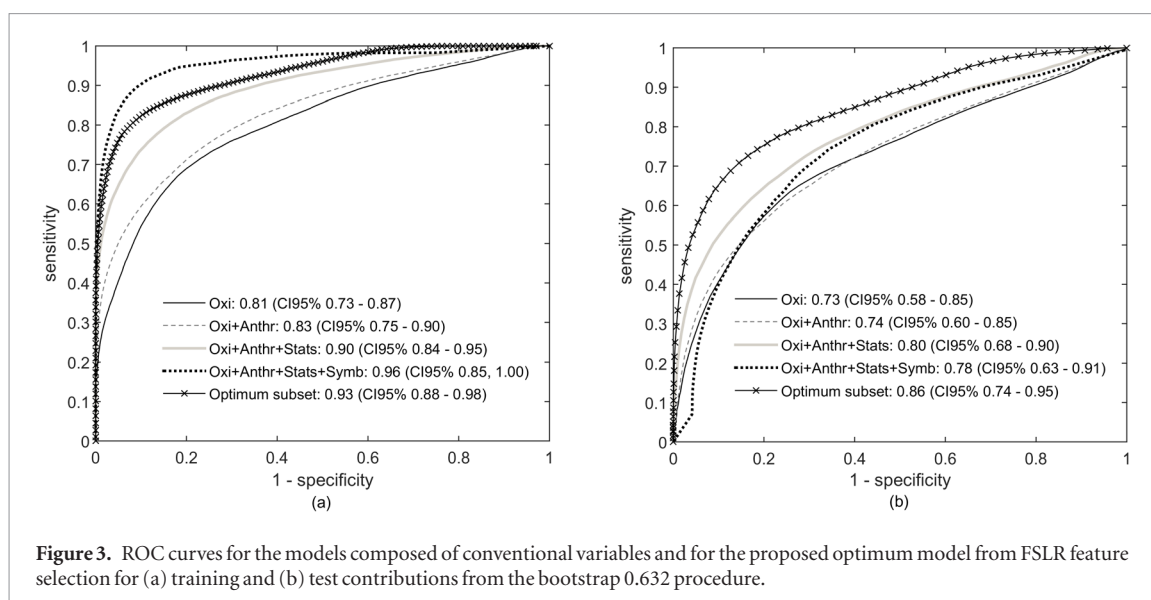 1
0.9
0.8
0.7
0.6
0.5
0.4
0.3
0.2
0.1
0
sensitivity
Oxi: 0.81 (CI95% 0.73 - 0.87)
Oxi+Anthr: 0.83 (CI95% 0.75 - 0.90)
Oxi+Anthr+Stats: 0.90 (CI95% 0.84 - 0.95)
Oxi+Anthr+Stats+Symb: 0.96 (CI95% 0.85, 1.00)
Optimum subset: 0.93 (CI95% 0.88 - 0.98)
0 0.2 0.4 0.6 0.8 1
1 - specificity
(a)
1
0.9
0.8
0.7
0.6
0.5
0.4
0.3
0.2
0.1
0
sensitivity
Oxi: 0.73 (CI95% 0.58 - 0.85)
Oxi+Anthr: 0.74 (CI95% 0.60 - 0.85)
Oxi+Anthr+Stats: 0.80 (CI95% 0.68 - 0.90)
Oxi+Anthr+Stats+Symb: 0.78 (CI95% 0.63 - 0.91)
Optimum subset: 0.86 (CI95% 0.74 - 0.95)
0 0.2 0.4 0.6 0.8 1
1 - specificity
(b)
Figure 3. ROC curves for the models composed of conventional variables and for the proposed optimum model from FSLR feature
selection for (a) training and (b) test contributions from the bootstrap 0.632 procedure.